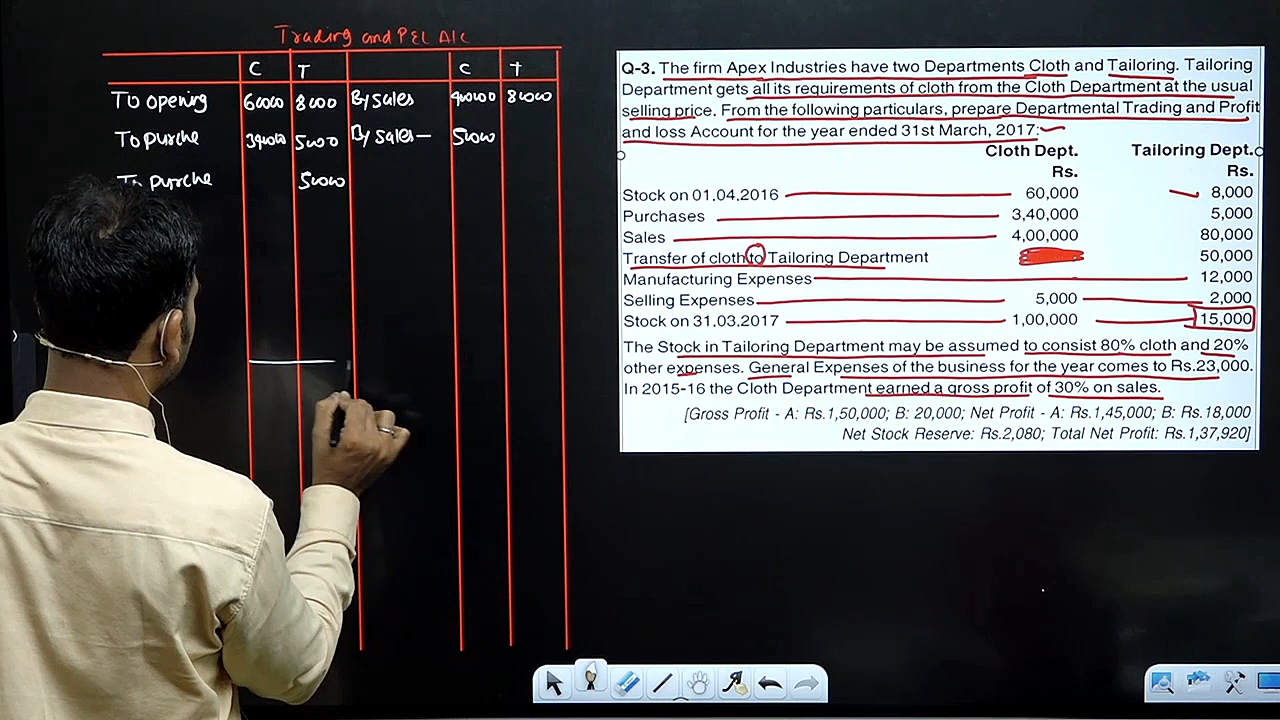 Trading and P&L A/c
C T C T
To opening 60000 8000 By Sales 400000 80000
To purche 340000 5000 By sales — 50000
To purche 50000
Q-3. The firm Apex Industries have two Departments Cloth and Tailoring. Tailoring
Department gets all its requirements of cloth from the Cloth Department at the usual
selling price. From the following particulars, prepare Departmental Trading and Profit
and loss Account for the year ended 31st March, 2017:
Cloth Dept. Tailoring Dept.
Rs. Rs.
Stock on 01.04.2016 60,000 8,000
Purchases 3,40,000 5,000
Sales 4,00,000 80,000
Transfer of cloth to Tailoring Department 50,000
Manufacturing Expenses 12,000
Selling Expenses 5,000 2,000
Stock on 31.03.2017 1,00,000 15,000
The Stock in Tailoring Department may be assumed to consist 80% cloth and 20%
other expenses. General Expenses of the business for the year comes to Rs.23,000.
In 2015-16 the Cloth Department earned a gross profit of 30% on sales.
[Gross Profit - A: Rs.1,50,000; B: 20,000; Net Profit - A: Rs.1,45,000; B: Rs.18,000
Net Stock Reserve: Rs.2,080; Total Net Profit: Rs.1,37,920]